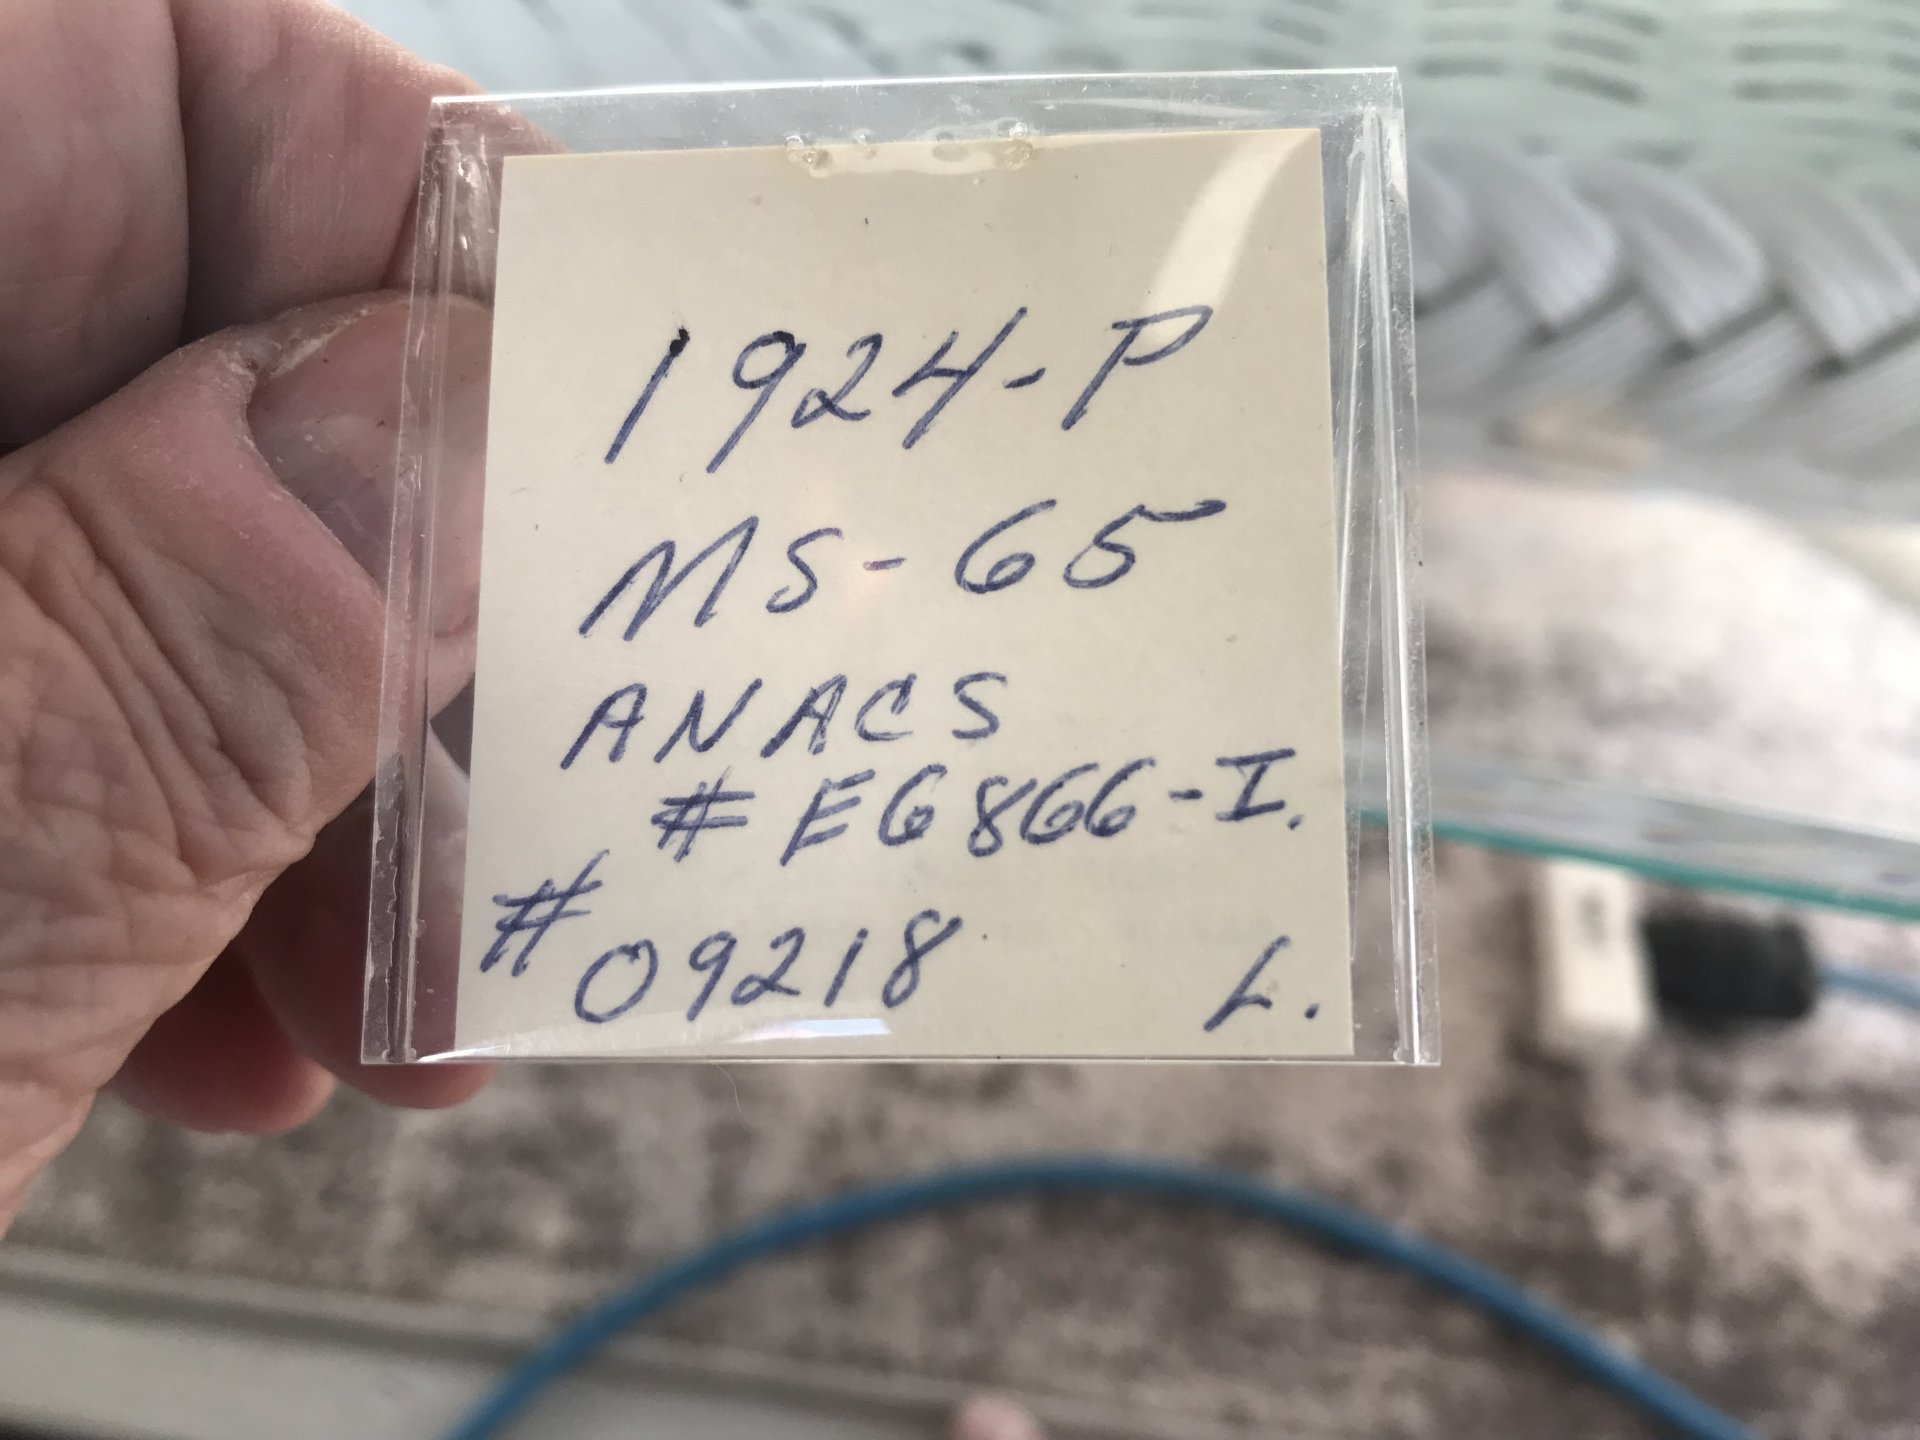 1924-P
MS-65
ANACS
#E6866-I.
#09218 L.